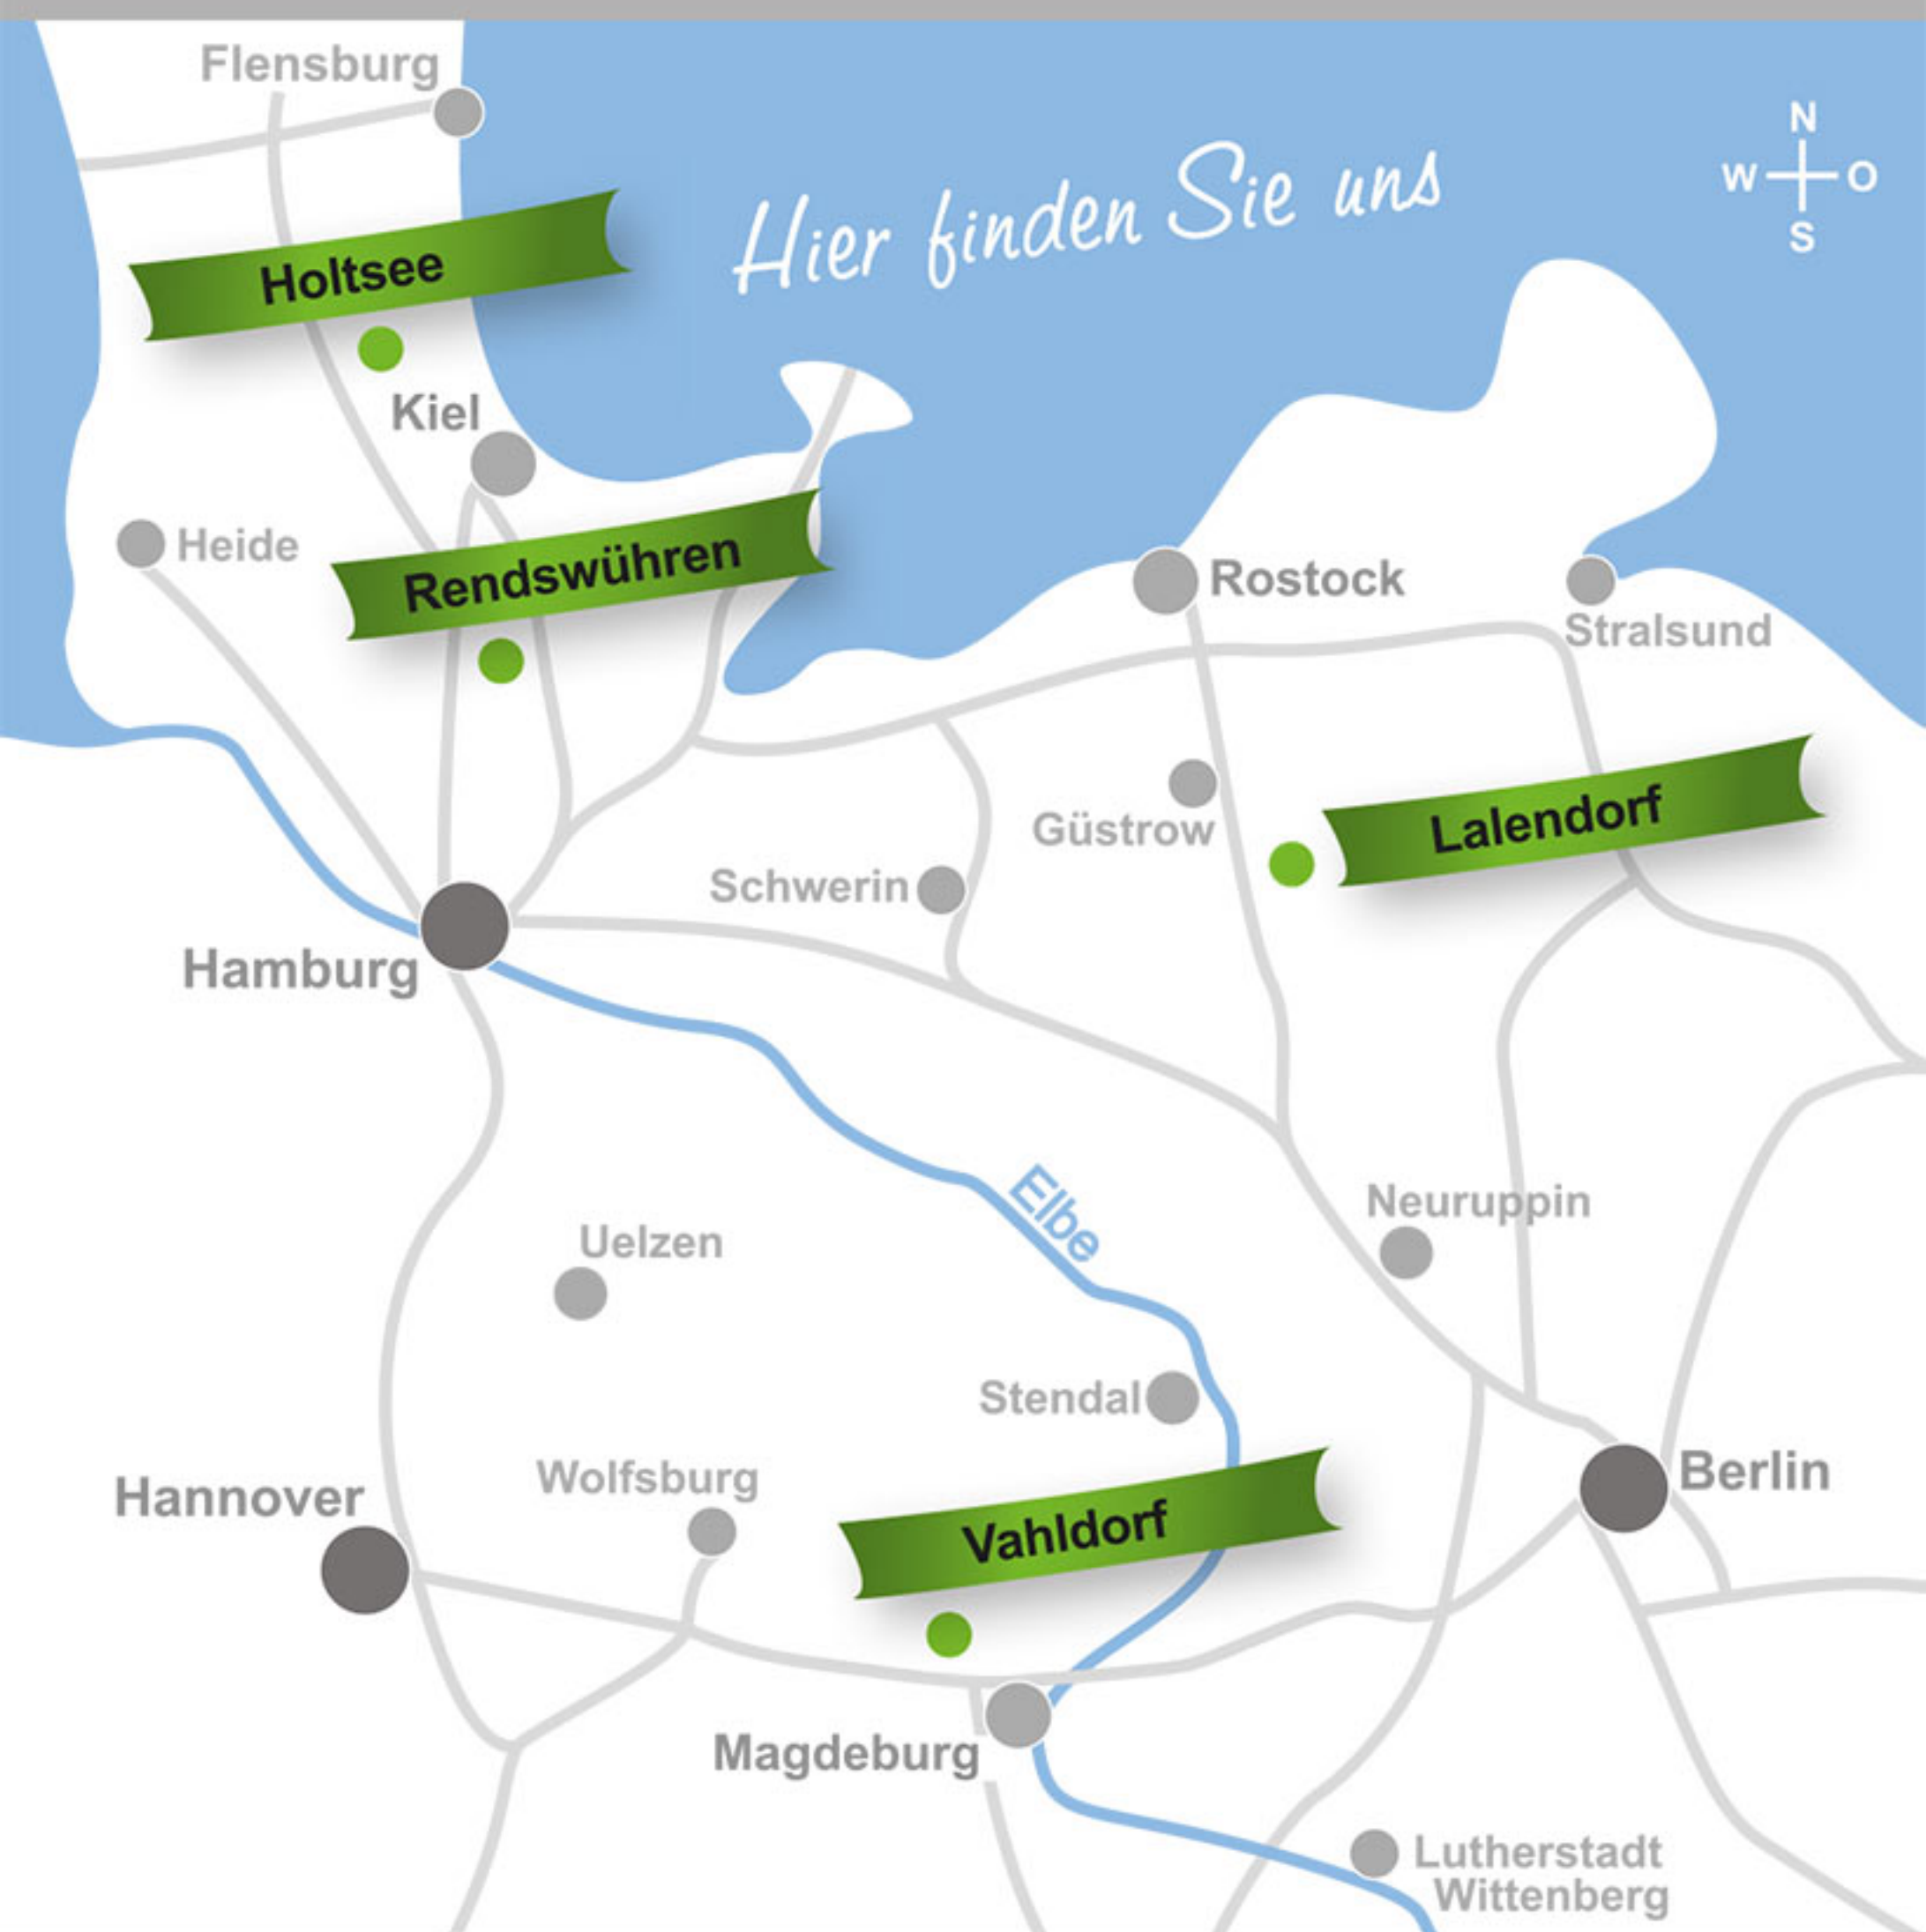 Flensburg
N
W
O
S
Hier finden Sie uns
Holtsee
Kiel
Heide
Rendswühren
Rostock
Stralsund
Güstrow
Lalendorf
Schwerin
Hamburg
Elbe
Neuruppin
Uelzen
Stendal
Berlin
Wolfsburg
Hannover
Vahldorf
Magdeburg
Lutherstadt
Wittenberg